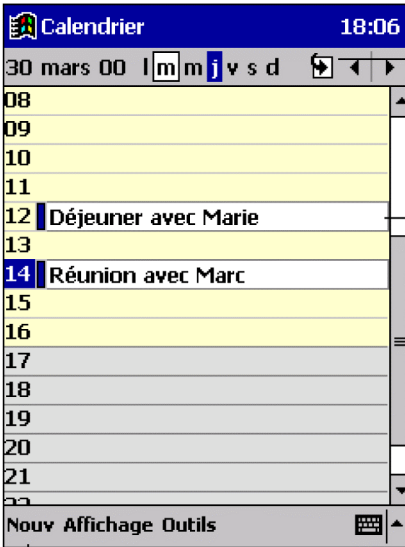 Calendrier 18:06
30 mars 00 l m m j v s d
08
09
10
11
12 Déjeuner avec Marie
13
14 Réunion avec Marc
15
16
17
18
19
20
21
22
Nouv Affichage Outils